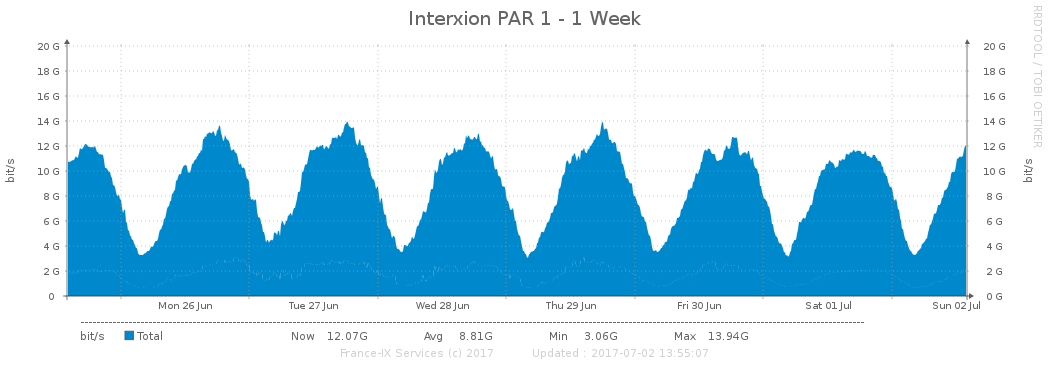 Interxion PAR 1 - 1 Week
RRDTOOL / TOBI OETIKER
bit/s
20 G 20 G
18 G 18 G
16 G 16 G
14 G 14 G
12 G 12 G
10 G 10 G
8 G 8 G
6 G 6 G
4 G 4 G
2 G 2 G
0 0 G
bit/s
Mon 26 Jun Tue 27 Jun Wed 28 Jun Thu 29 Jun Fri 30 Jun Sat 01 Jul Sun 02 Jul
bit/s Total Now 12.07G Avg 8.81G Min 3.06G Max 13.94G
France-IX Services (c) 2017 Updated : 2017-07-02 13:55:07